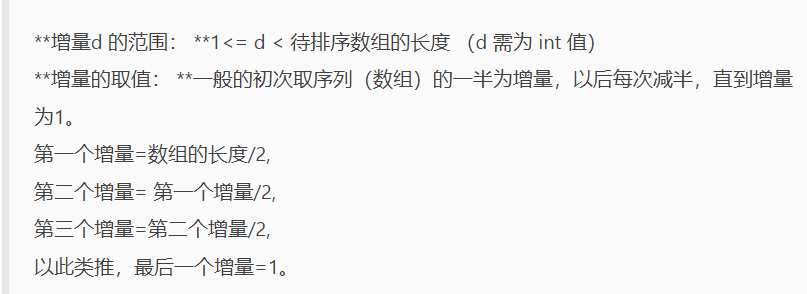 **增量d 的范围： **1<= d < 待排序数组的长度 （d 需为 int 值）
**增量的取值： **一般的初次取序列（数组）的一半为增量，以后每次减半，直到增量
为1。
第一个增量=数组的长度/2,
第二个增量= 第一个增量/2,
第三个增量=第二个增量/2,
以此类推，最后一个增量=1。